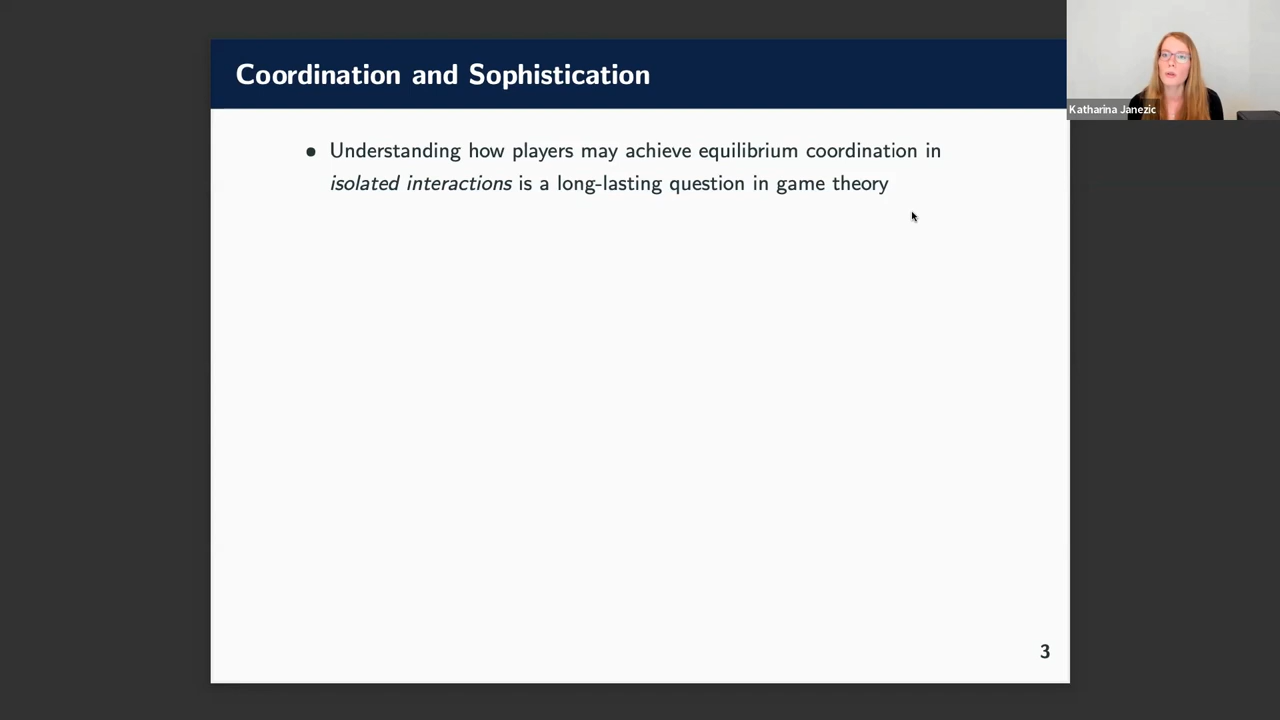 Coordination and Sophistication
Katharina Janezic
• Understanding how players may achieve equilibrium coordination in
isolated interactions is a long-lasting question in game theory
3